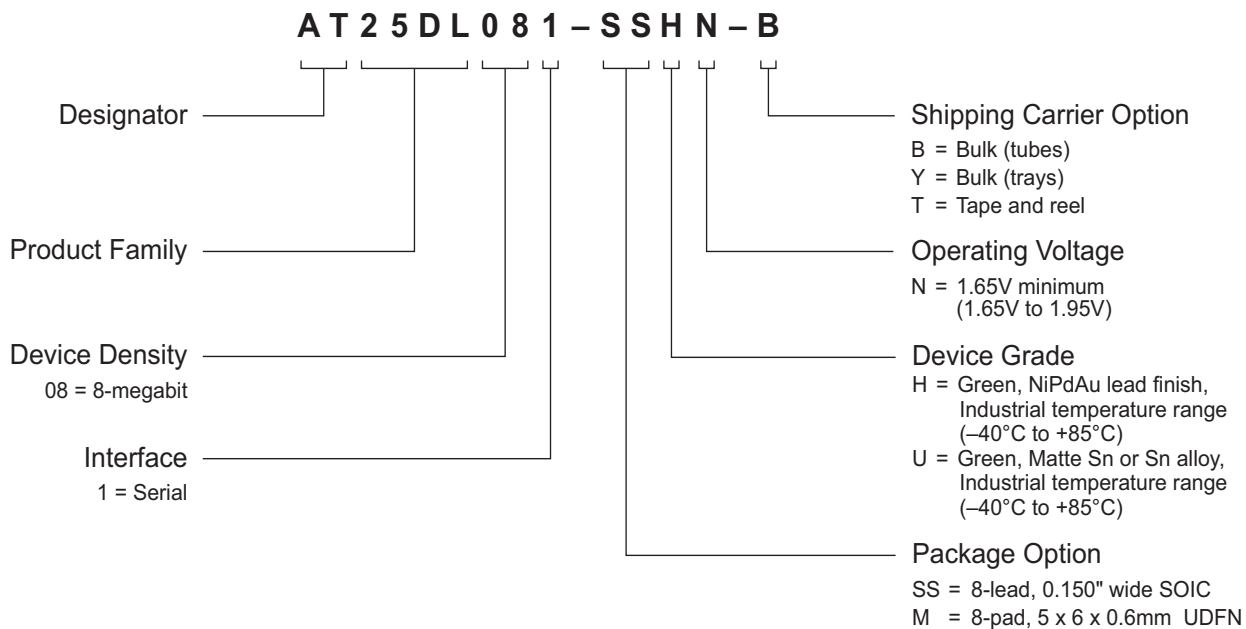 AT25DL081–SSHN–B
Designator
Product Family
Device Density
08 = 8-megabit
Interface
1 = Serial
Shipping Carrier Option
B = Bulk (tubes)
Y = Bulk (trays)
T = Tape and reel
Operating Voltage
N = 1.65V minimum
(1.65V to 1.95V)
Device Grade
H = Green, NiPdAu lead finish,
Industrial temperature range
(–40°C to +85°C)
U = Green, Matte Sn or Sn alloy,
Industrial temperature range
(–40°C to +85°C)
Package Option
SS = 8-lead, 0.150" wide SOIC
M = 8-pad, 5 x 6 x 0.6mm UDFN